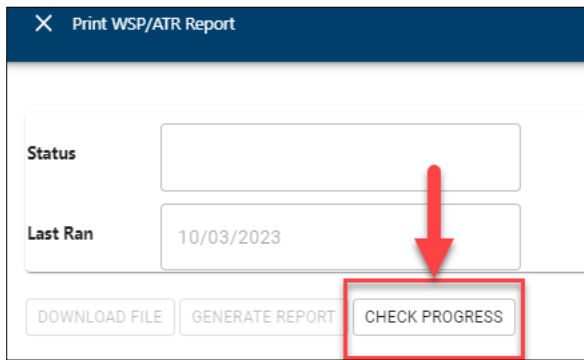 Print WSP/ATR Report
Status
Last Ran
10/03/2023
DOWNLOAD FILE
GENERATE REPORT
CHECK PROGRESS